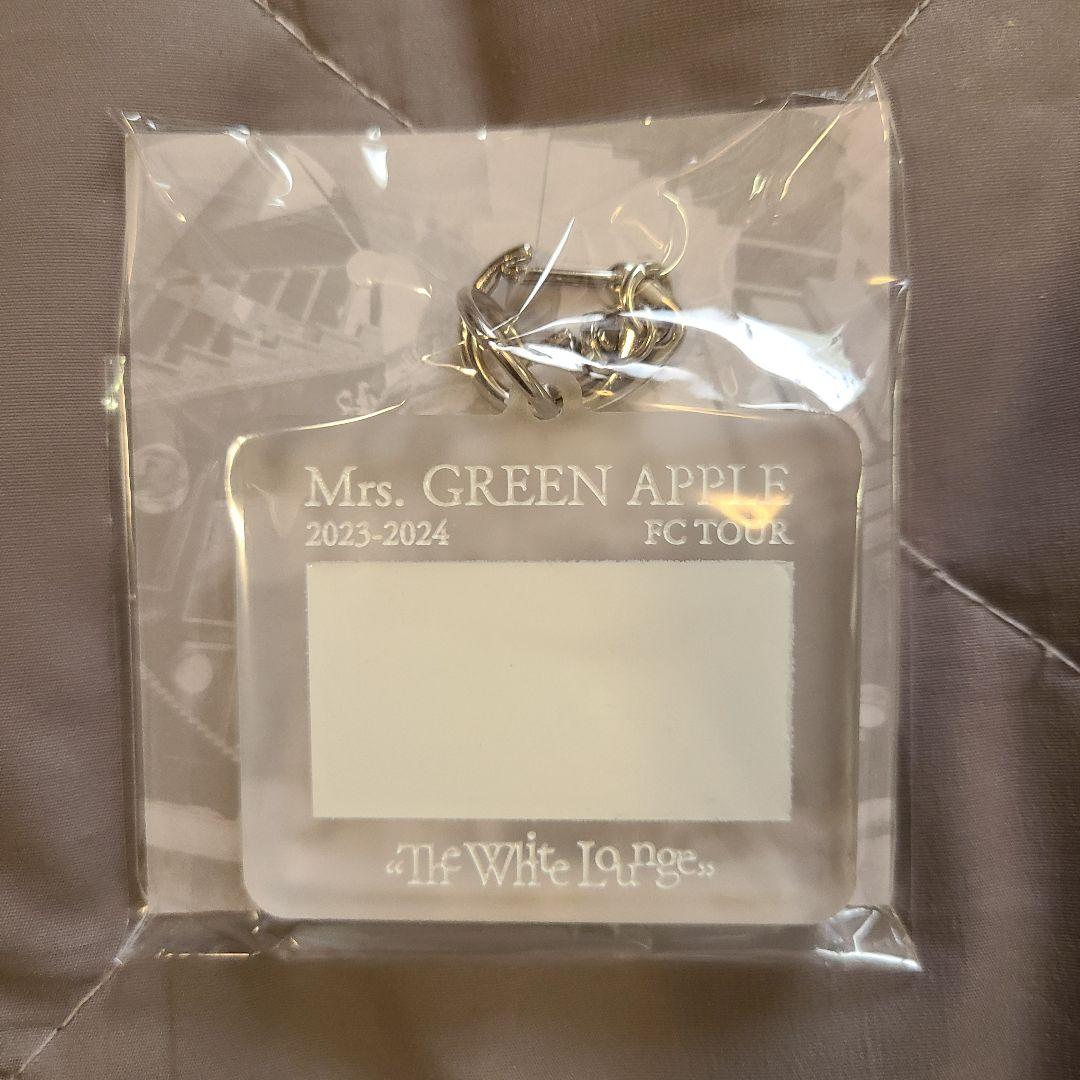 Mrs. GREEN APPLE
2023-2024 FC TOUR
“The White Lounge”